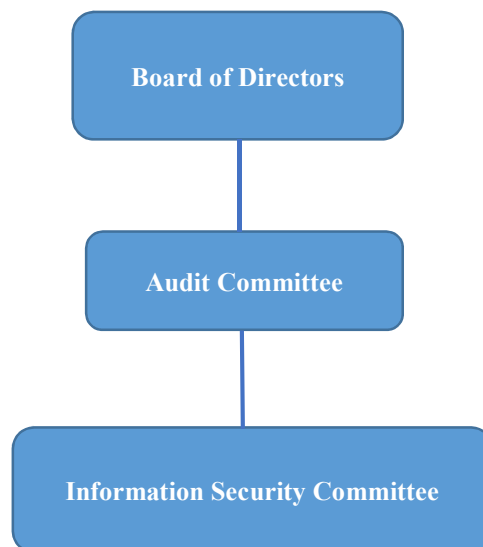 Board of Directors
Audit Committee
Information Security Committee